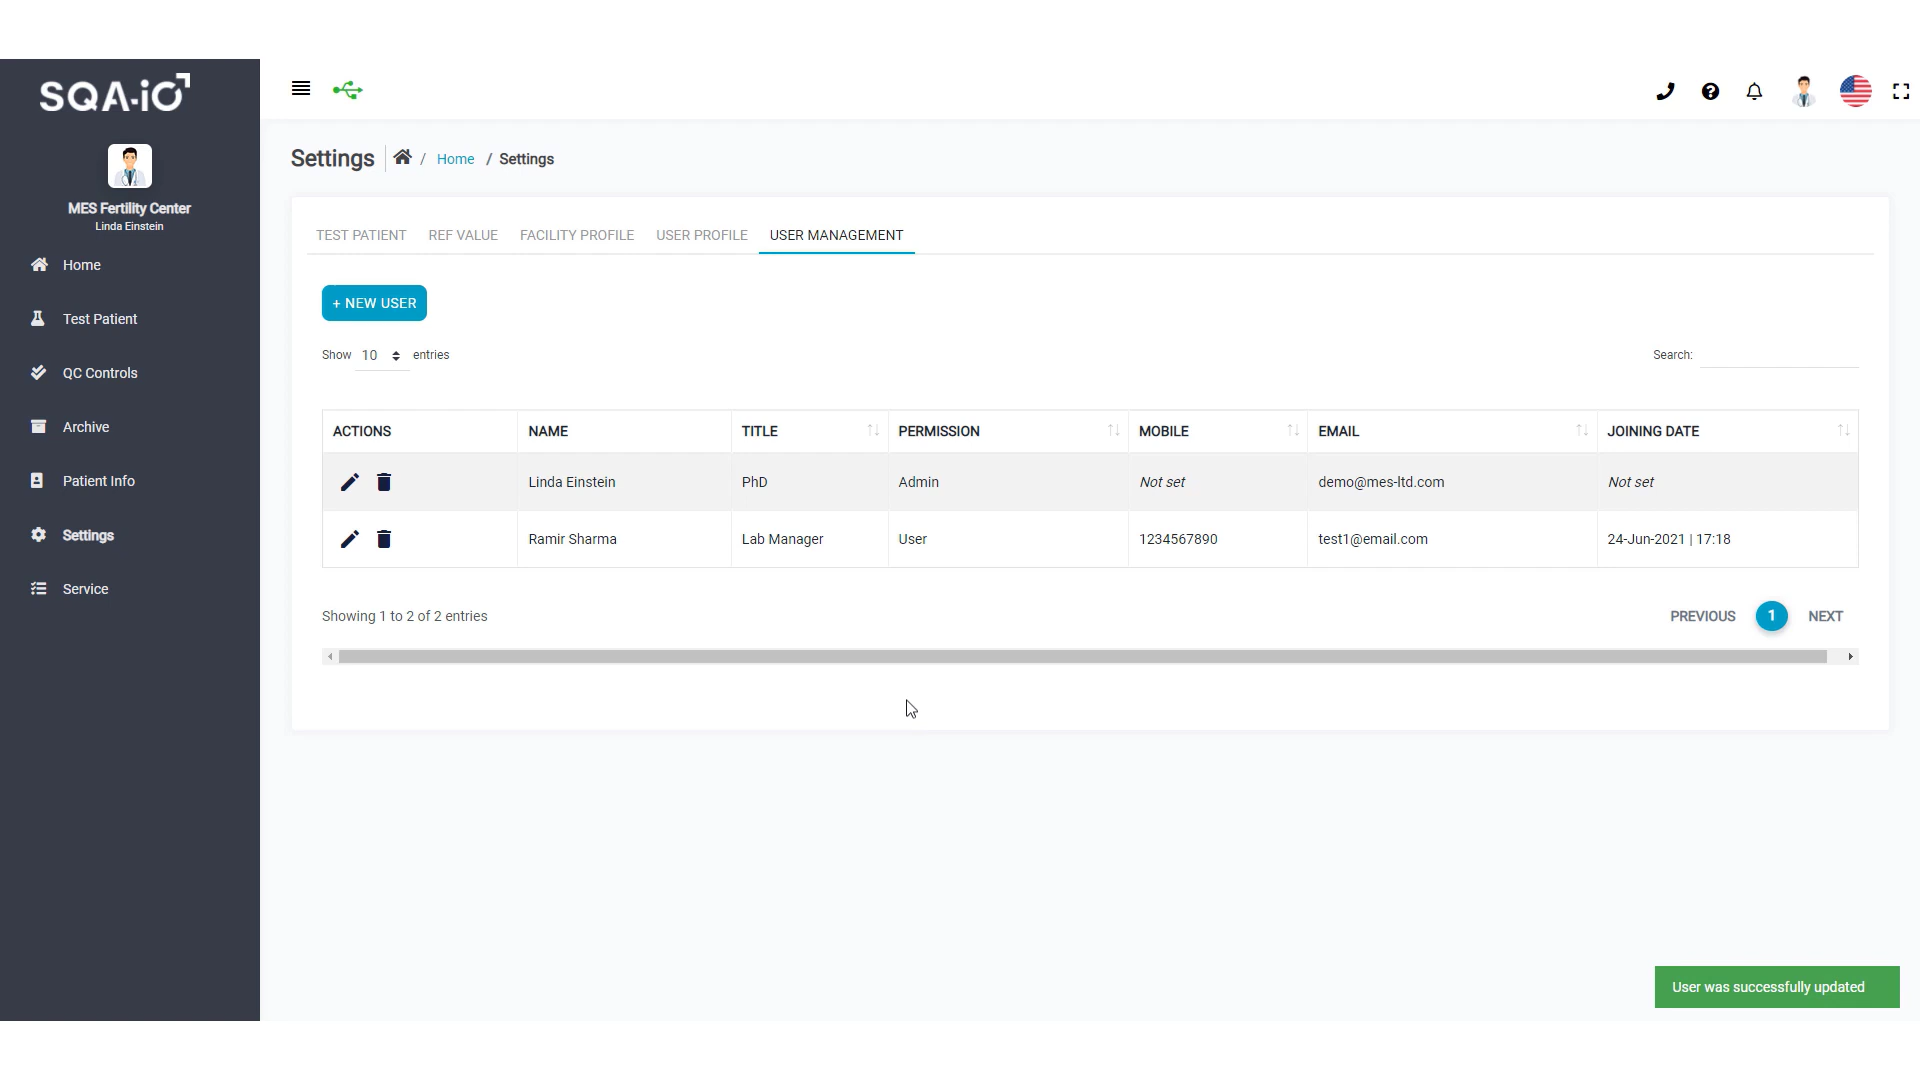 SQA-iO
MES Fertility Center
Linda Einstein
Home
Test Patient
QC Controls
Archive
Patient Info
Settings
Service
Settings / Home / Settings
TEST PATIENT REF VALUE FACILITY PROFILE USER PROFILE USER MANAGEMENT
+ NEW USER
Show 10 entries Search:
ACTIONS NAME TITLE PERMISSION MOBILE EMAIL JOINING DATE
Linda Einstein PhD Admin Not set demo@mes-ltd.com Not set
Ramir Sharma Lab Manager User 1234567890 test1@email.com 24-Jun-2021 | 17:18
Showing 1 to 2 of 2 entries PREVIOUS 1 NEXT
User was successfully updated